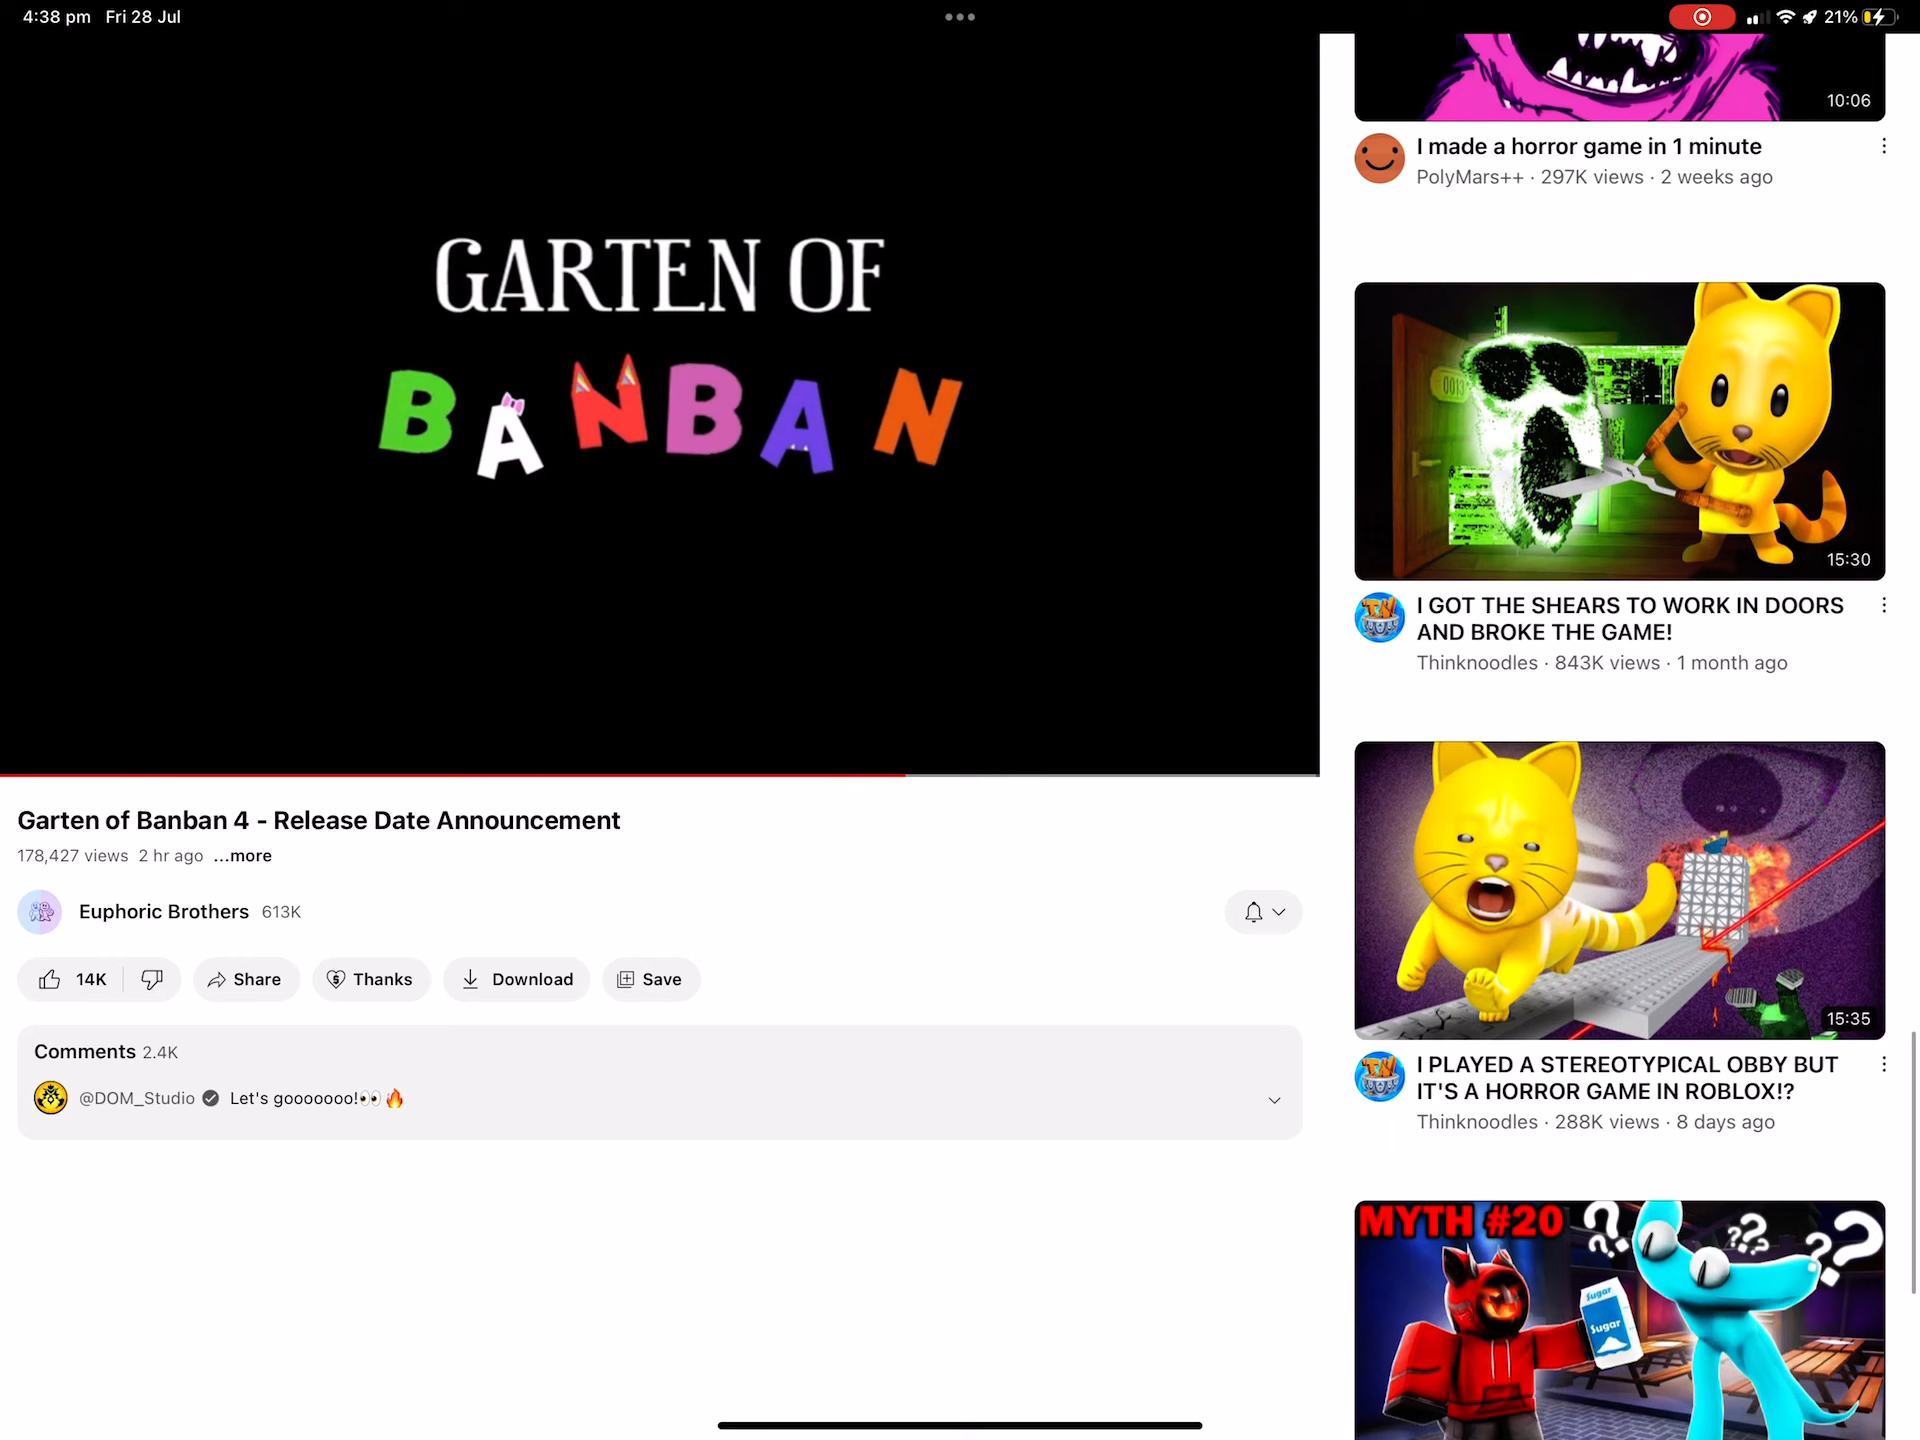 4:38 pm Fri 28 Jul
21%
GARTEN OF
BANBAN
Garten of Banban 4 - Release Date Announcement
178,427 views 2 hr ago ...more
Euphoric Brothers 613K
14K Share Thanks Download Save
Comments 2.4K
@DOM_Studio Let's gooooooo!👀🔥
10:06
I made a horror game in 1 minute
PolyMars++ · 297K views · 2 weeks ago
0013
15:30
I GOT THE SHEARS TO WORK IN DOORS
AND BROKE THE GAME!
Thinknoodles · 843K views · 1 month ago
15:35
I PLAYED A STEREOTYPICAL OBBY BUT
IT'S A HORROR GAME IN ROBLOX!?
Thinknoodles · 288K views · 8 days ago
MYTH #20
?? ??? ??
Sugar
Sugar